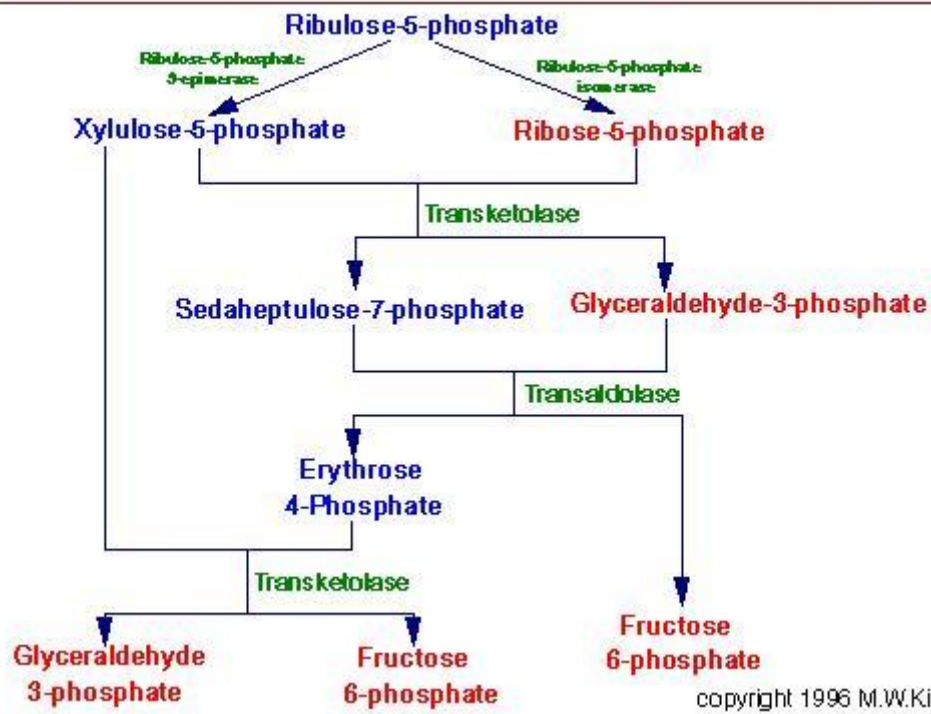 Ribulose-5-phosphate
Ribulose-5-phosphate
3-epimerase
Ribulose-5-phosphate
isomerase
Xylulose-5-phosphate
Ribose-5-phosphate
Transketolase
Sedaheptulose-7-phosphate
Glyceraldehyde-3-phosphate
Transaldolase
Erythrose
4-Phosphate
Transketolase
Glyceraldehyde
3-phosphate
Fructose
6-phosphate
Fructose
6-phosphate
copyright 1996 M.W.Ki